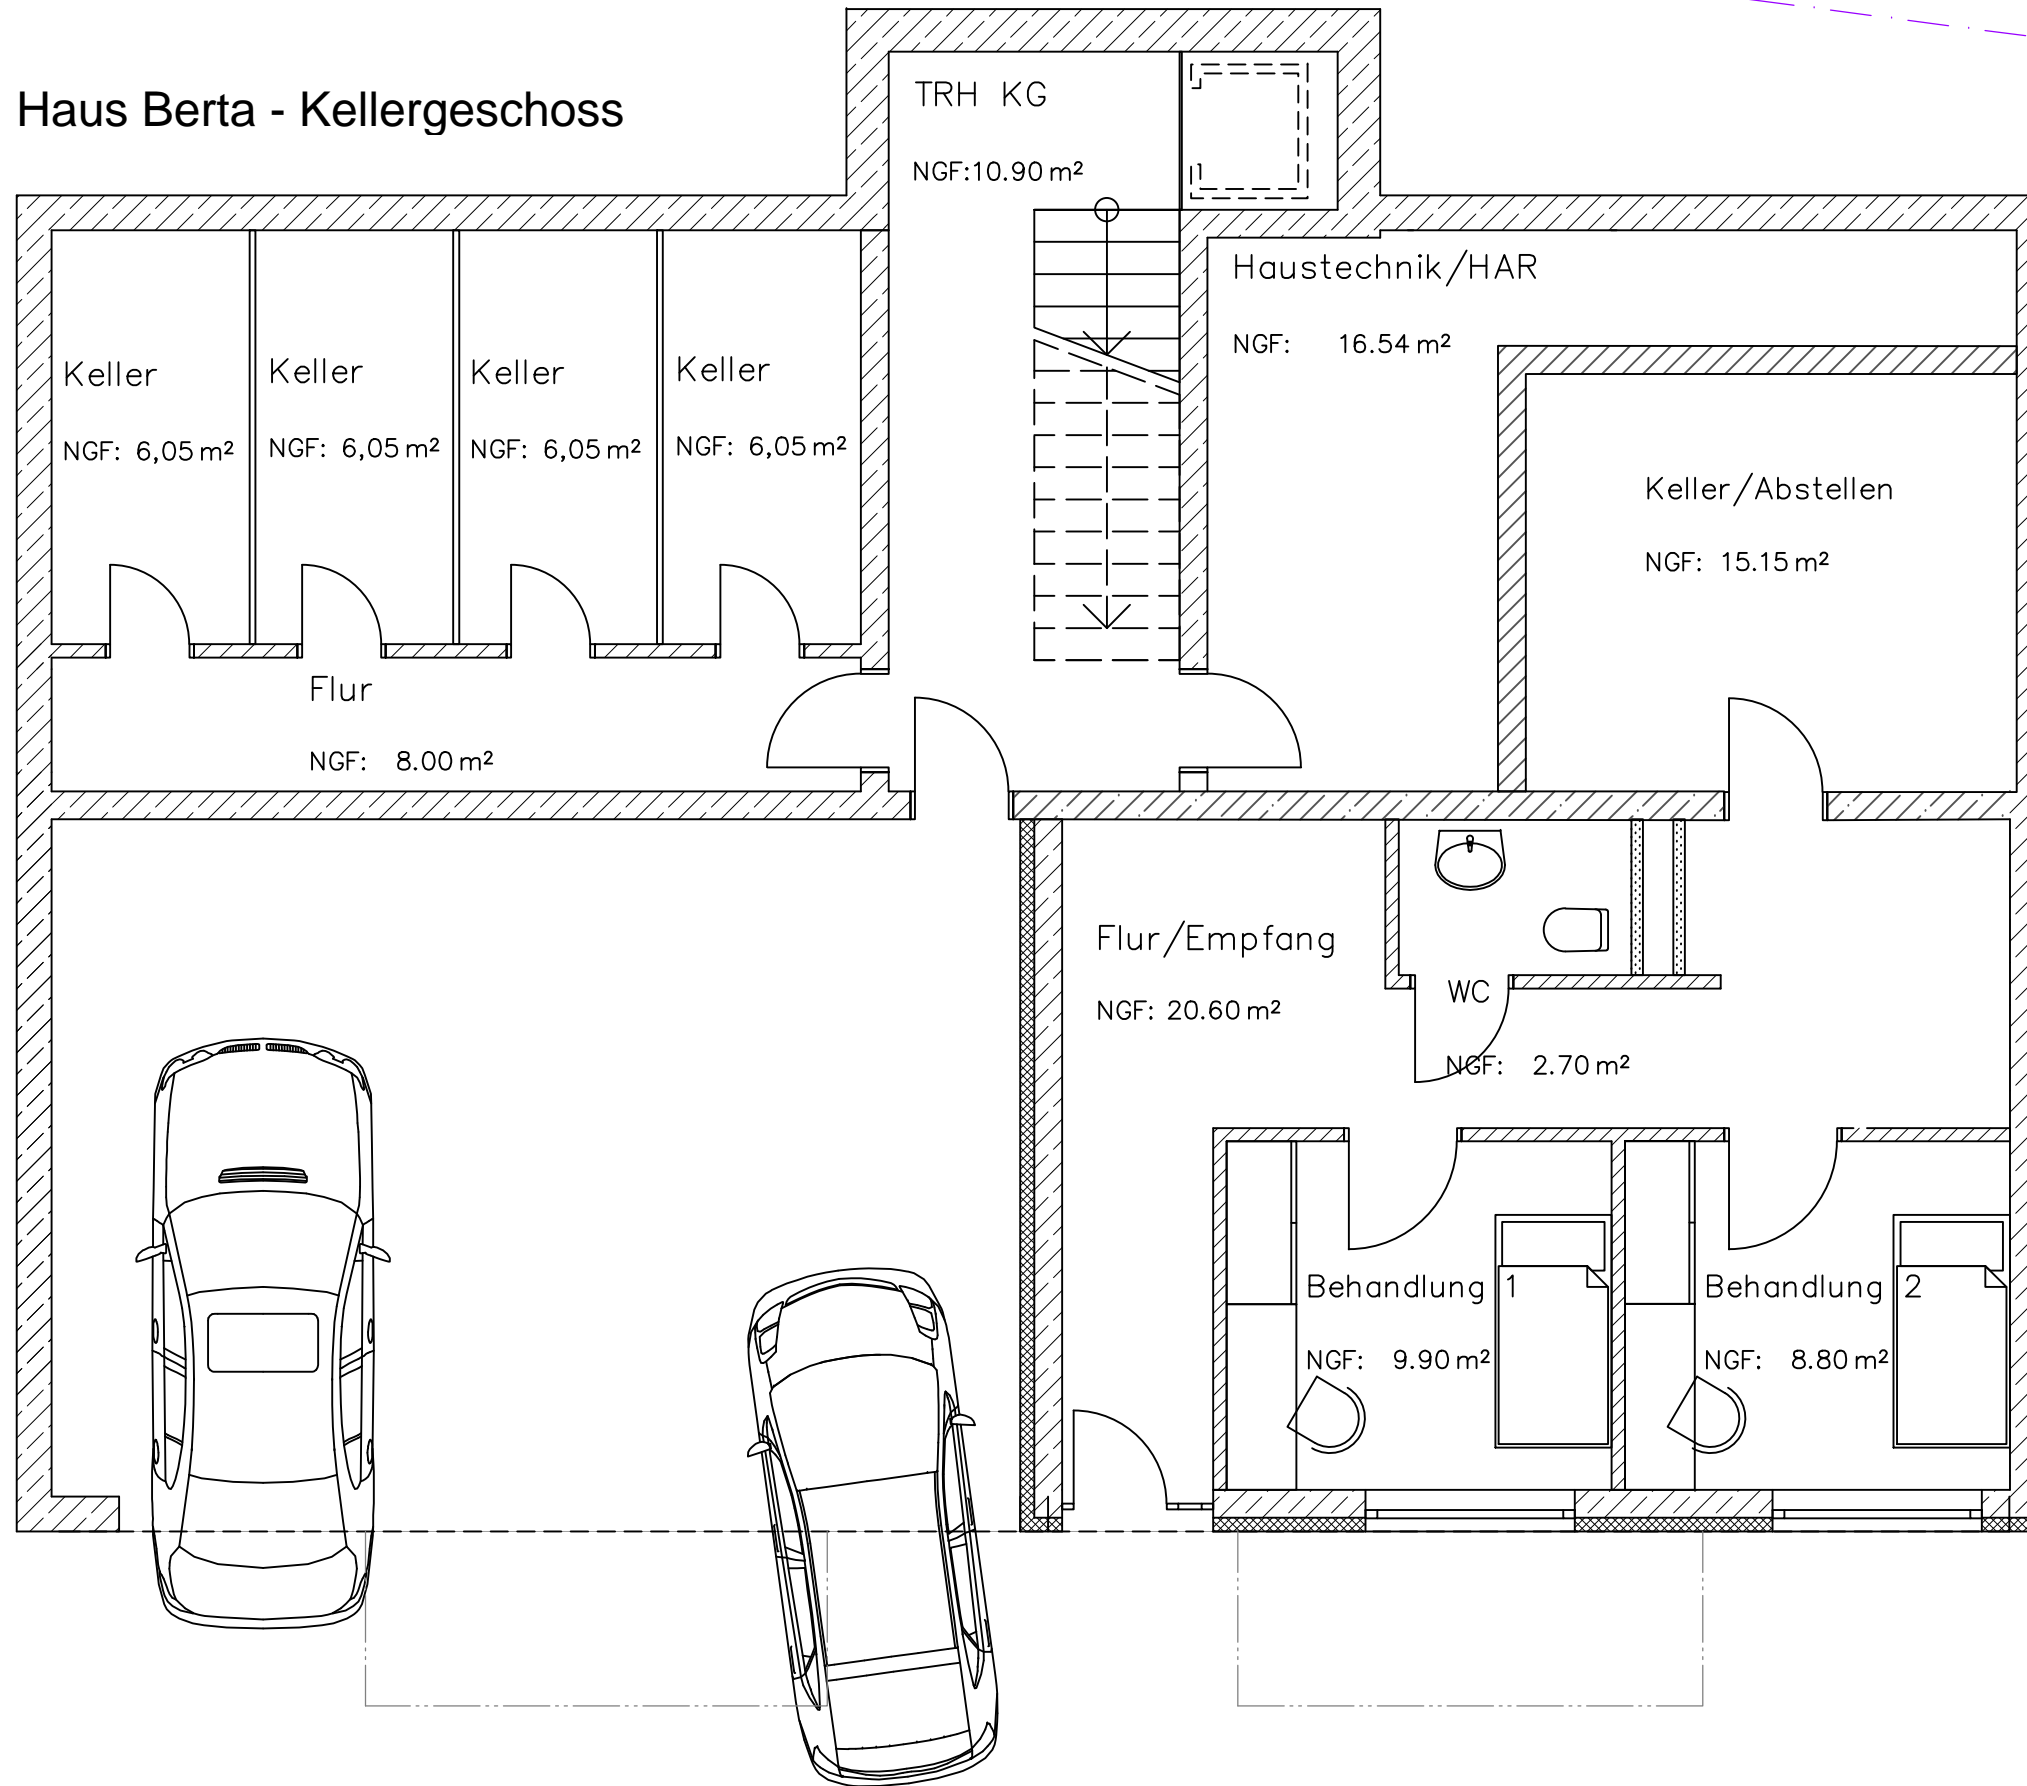 Haus Berta - Kellergeschoss
TRH KG
NGF:10.90 m²
Haustechnik/HAR
NGF: 16.54 m²
Keller
NGF: 6,05 m²
Keller
NGF: 6,05 m²
Keller
NGF: 6,05 m²
Keller
NGF: 6,05 m²
Keller/Abstellen
NGF: 15.15 m²
Flur
NGF: 8.00 m²
Flur/Empfang
NGF: 20.60 m²
WC
NGF: 2.70 m²
Behandlung 1
NGF: 9.90 m²
Behandlung 2
NGF: 8.80 m²